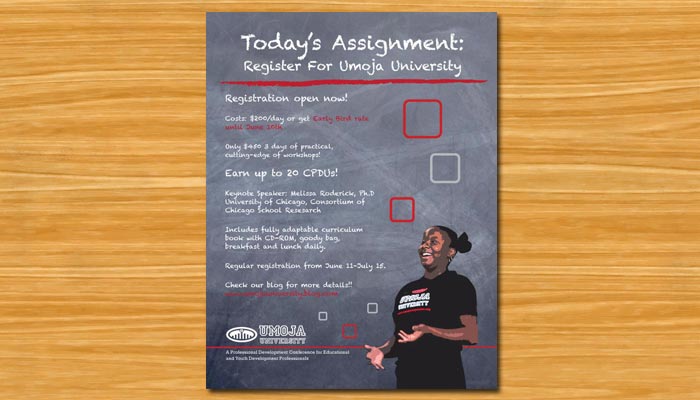 Today's Assignment:
Register For Umoja University
Registration open now!
Costs: $200/day or get Early Bird rate
until June 10th
Only $450 3 days of practical,
cutting-edge of workshops!
Earn up to 20 CPDUs!
Keynote Speaker: Melissa Roderick, Ph.D
University of Chicago, Consortium of
Chicago School Research
Includes fully adaptable curriculum
book with CD-ROM, goody bag,
breakfast and lunch daily.
Regular registration from June 11-July 15.
Check our blog for more details!!
UMOJA
UNIVERSITY
A Professional Development Conference for Educational
and Youth Development Professionals
UMOJA